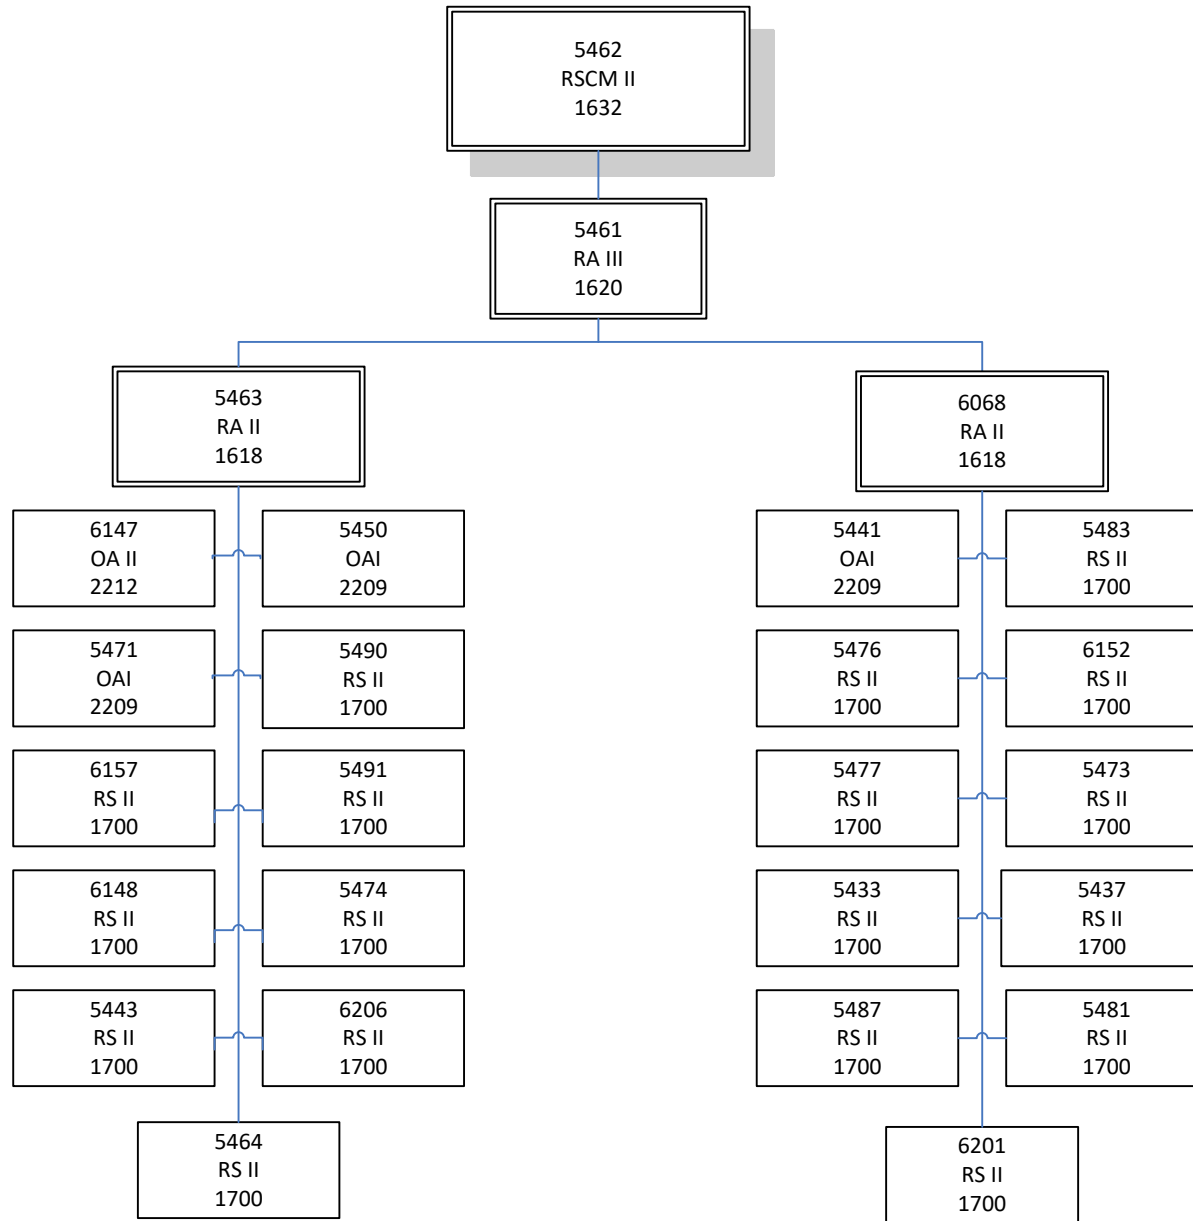 5462
RSCM II
1632
5461
RA III
1620
5463
RA II
1618
6068
RA II
1618
6147
OA II
2212
5450
OAI
2209
5441
OAI
2209
5483
RS II
1700
5471
OAI
2209
5490
RS II
1700
5476
RS II
1700
6152
RS II
1700
6157
RS II
1700
5491
RS II
1700
5477
RS II
1700
5473
RS II
1700
6148
RS II
1700
5474
RS II
1700
5433
RS II
1700
5437
RS II
1700
5443
RS II
1700
6206
RS II
1700
5487
RS II
1700
5481
RS II
1700
5464
RS II
1700
6201
RS II
1700